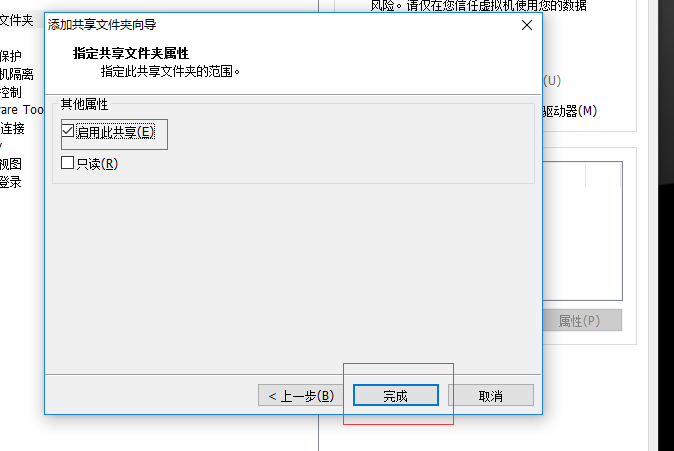 文件夹
保护
机隔离
控制
ware Too
连接
视图
登录
风险。请仅在您信任虚拟机使用您的数据
(U)
驱动器(M)
属性(P)
添加共享文件夹向导
指定共享文件夹属性
指定此共享文件夹的范围。
其他属性
启用此共享(E)
只读(R)
< 上一步(B)
完成
取消